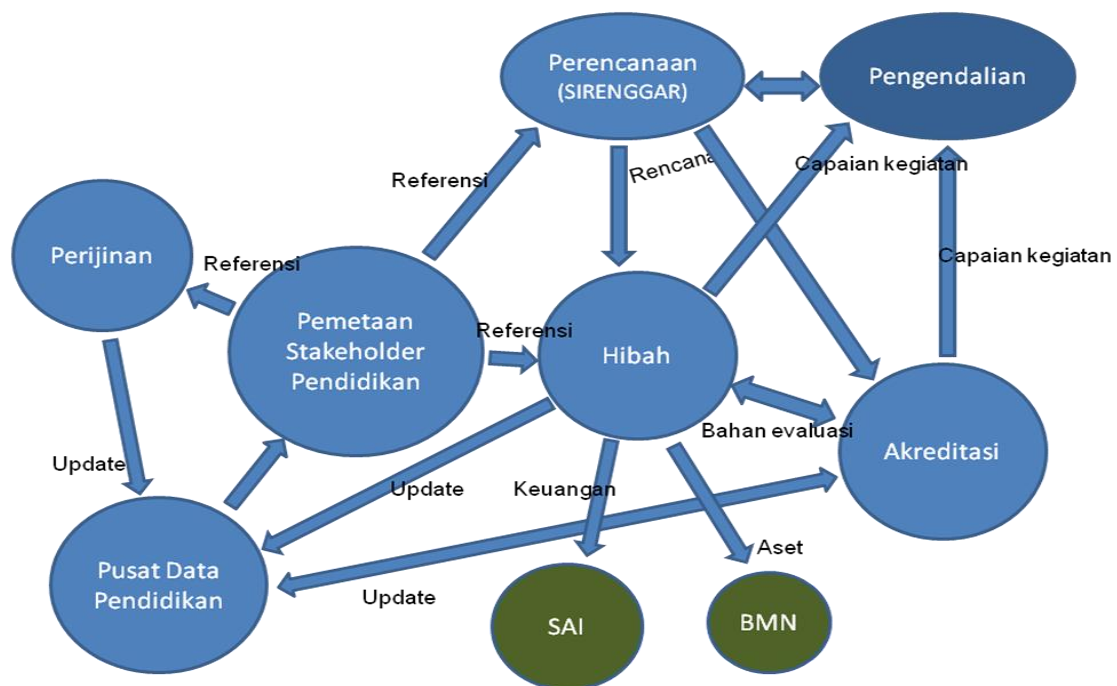 Perencanaan
(SIRENGGAR)
Pengendalian
Rencana
Capaian kegiatan
Referensi
Perijinan
Referensi
Capaian kegiatan
Pemetaan
Stakeholder
Pendidikan
Referensi
Hibah
Bahan evaluasi
Akreditasi
Update
Update
Keuangan
Aset
Pusat Data
Pendidikan
Update
SAI
BMN